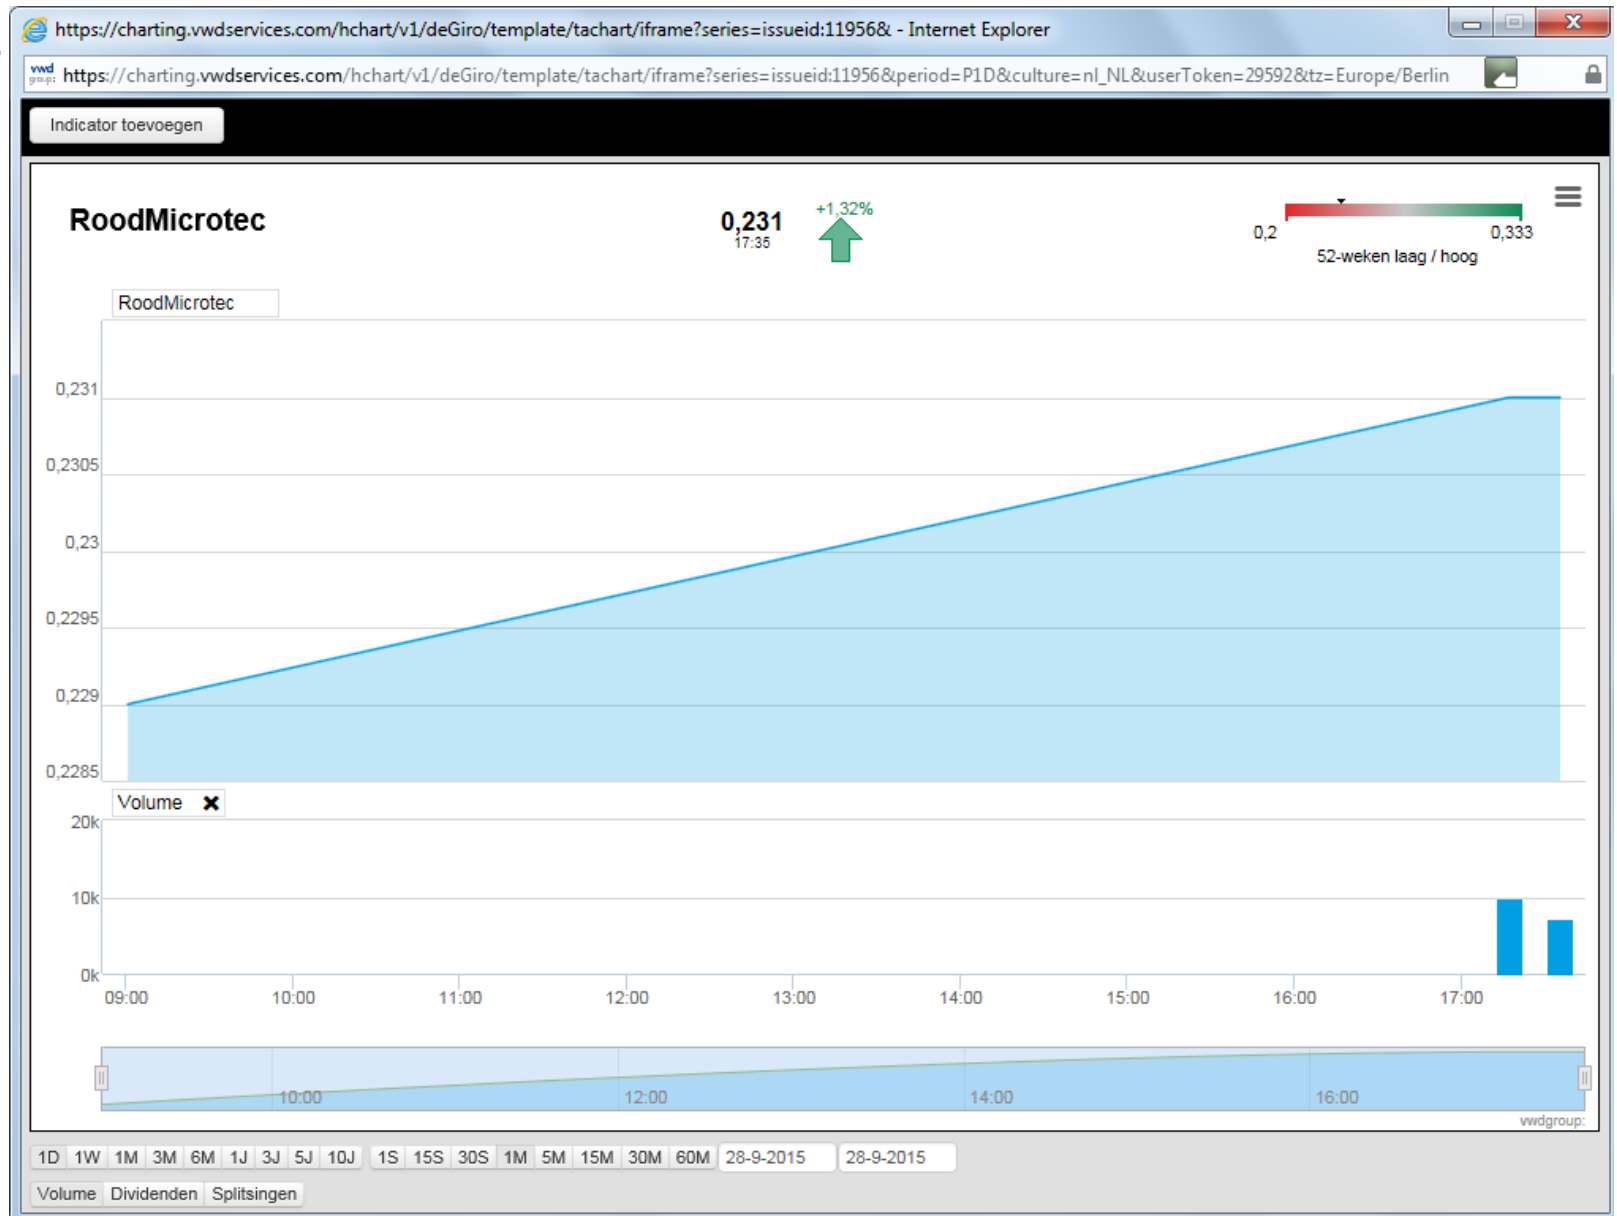 https://charting.vwdservices.com/hchart/v1/deGiro/template/tachart/iframe?series=issueid:11956& - Internet Explorer
vwd group: https://charting.vwdservices.com/hchart/v1/deGiro/template/tachart/iframe?series=issueid:11956&period=P1D&culture=nl_NL&userToken=29592&tz=Europe/Berlin
Indicator toevoegen
RoodMicrotec
0,231
17:35
+1,32%
0,2 0,333
52-weken laag / hoog
RoodMicrotec
0,231
0,2305
0,23
0,2295
0,229
0,2285
Volume
20k
10k
0k
09:00 10:00 11:00 12:00 13:00 14:00 15:00 16:00 17:00
10:00 12:00 14:00 16:00
vwdgroup:
1D 1W 1M 3M 6M 1J 3J 5J 10J 1S 15S 30S 1M 5M 15M 30M 60M 28-9-2015 28-9-2015
Volume Dividenden Splitsingen